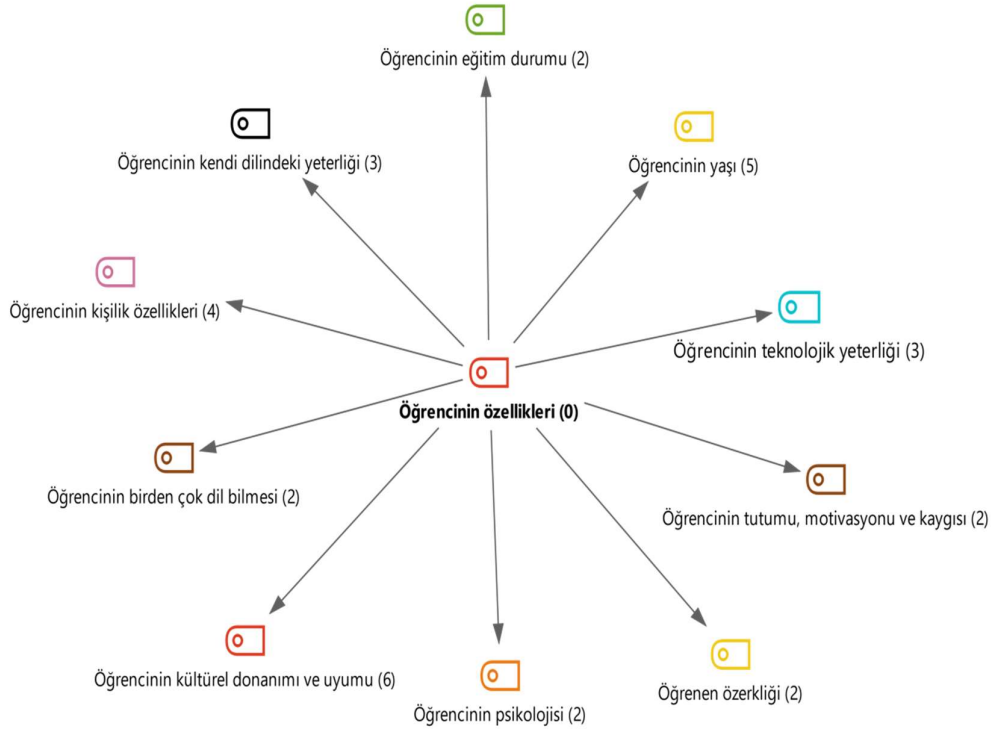 Öğrencinin eğitim durumu (2)
Öğrencinin kendi dilindeki yeterliği (3)
Öğrencinin yaşı (5)
Öğrencinin kişilik özellikleri (4)
Öğrencinin teknolojik yeterliği (3)
Öğrencinin özellikleri (0)
Öğrencinin birden çok dil bilmesi (2)
Öğrencinin tutumu, motivasyonu ve kaygısı (2)
Öğrencinin kültürel donanımı ve uyumu (6)
Öğrenen özerkliği (2)
Öğrencinin psikolojisi (2)